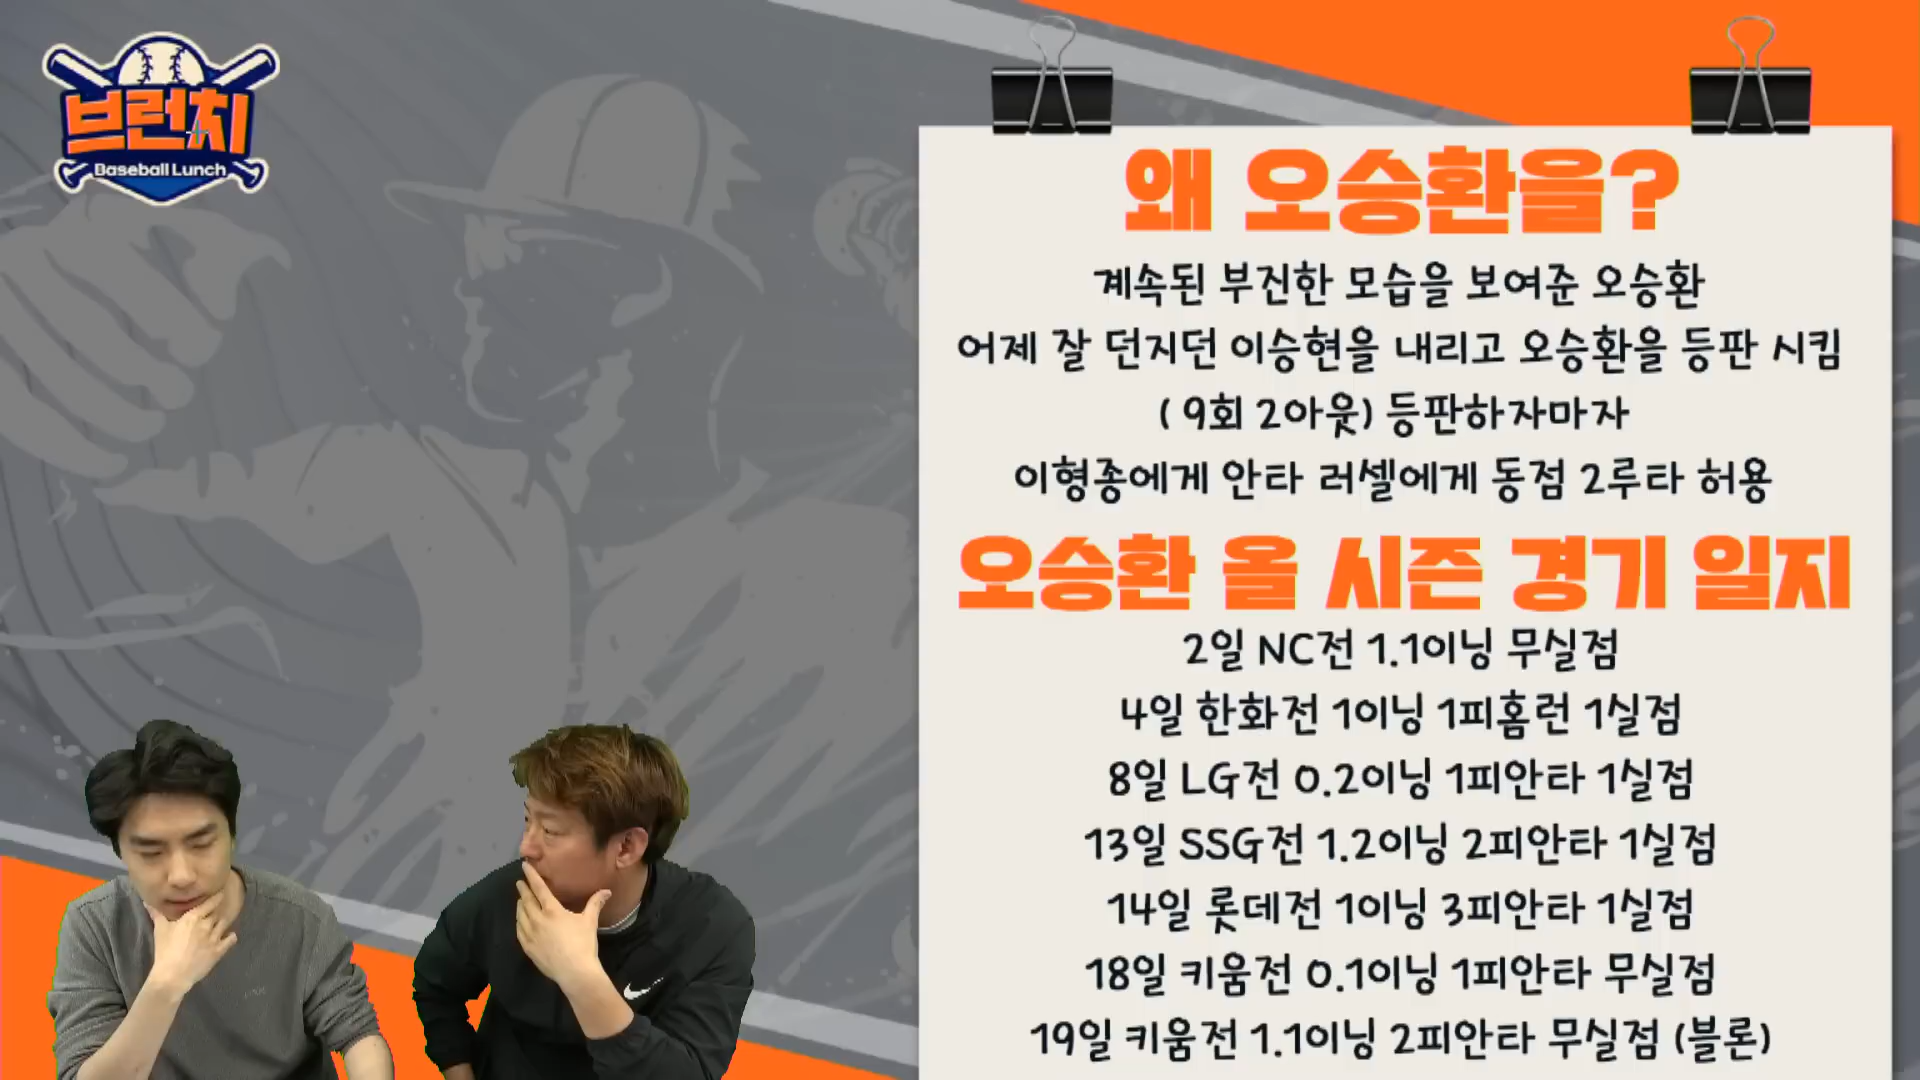 브런치
Baseball Lunch
왜 오승환을?
계속된 부진한 모습을 보여준 오승환
어제 잘 던지던 이승현을 내리고 오승환을 등판 시킴
( 9회 2아웃) 등판하자마자
이형종에게 안타 러셀에게 동점 2루타 허용
오승환 올 시즌 경기 일지
2일 NC전 1.1이닝 무실점
4일 한화전 1이닝 1피홈런 1실점
8일 LG전 0.2이닝 1피안타 1실점
13일 SSG전 1.2이닝 2피안타 1실점
14일 롯데전 1이닝 3피안타 1실점
18일 키움전 0.1이닝 1피안타 무실점
19일 키움전 1.1이닝 2피안타 무실점 (블론)